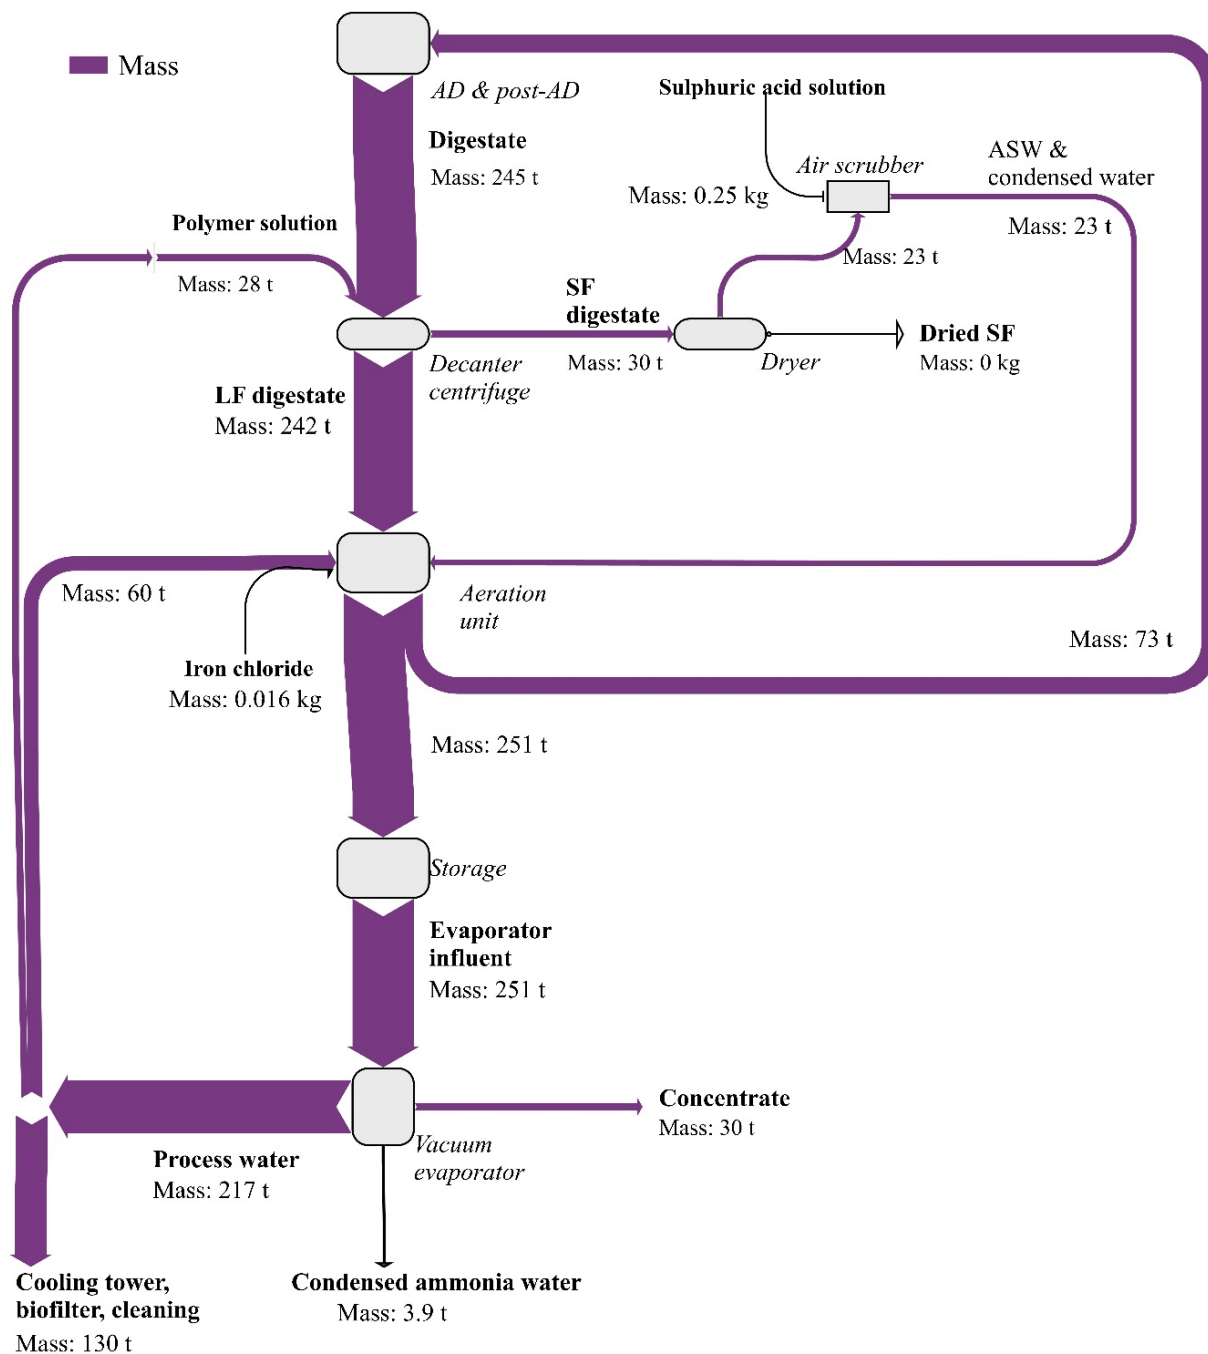 Mass
AD & post-AD
Digestate
Mass: 245 t
Sulphuric acid solution
Air scrubber
Mass: 0.25 kg
ASW &
condensed water
Mass: 23 t
Mass: 23 t
Polymer solution
Mass: 28 t
SF
digestate
Mass: 30 t
Dryer
Dried SF
Mass: 0 kg
Decanter
centrifuge
LF digestate
Mass: 242 t
Mass: 60 t
Aeration
unit
Iron chloride
Mass: 0.016 kg
Mass: 73 t
Mass: 251 t
Storage
Evaporator
influent
Mass: 251 t
Concentrate
Mass: 30 t
Vacuum
evaporator
Process water
Mass: 217 t
Cooling tower,
biofilter, cleaning
Mass: 130 t
Condensed ammonia water
Mass: 3.9 t